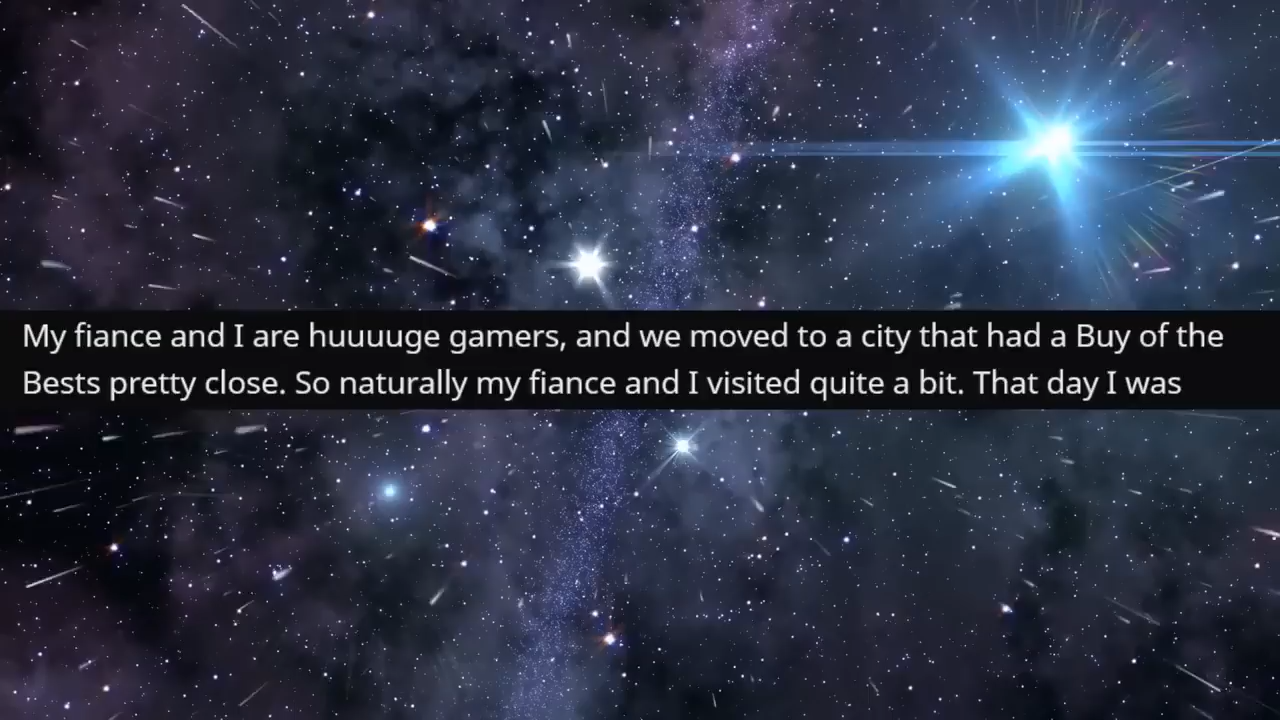 My fiance and I are huuuuge gamers, and we moved to a city that had a Buy of the
Bests pretty close. So naturally my fiance and I visited quite a bit. That day I was